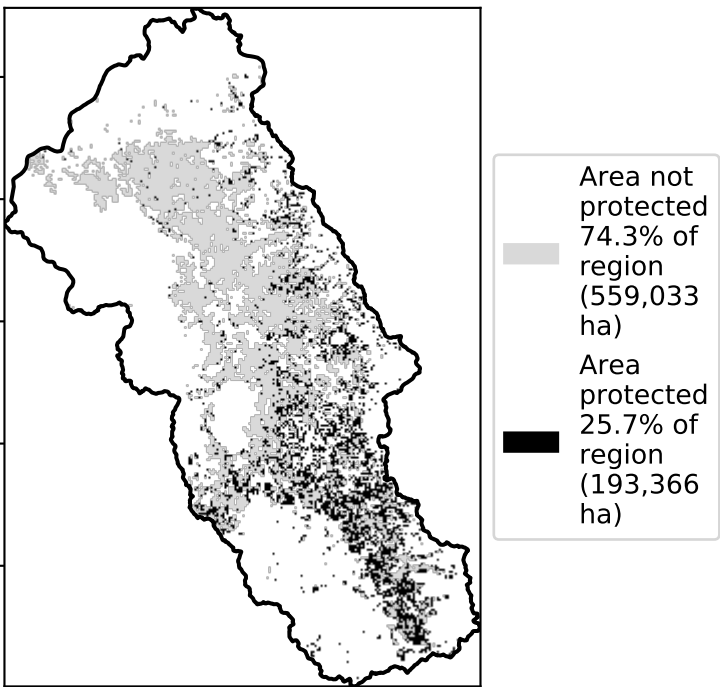 Area not
protected
74.3% of
region
(559,033
ha)
Area
protected
25.7% of
region
(193,366
ha)